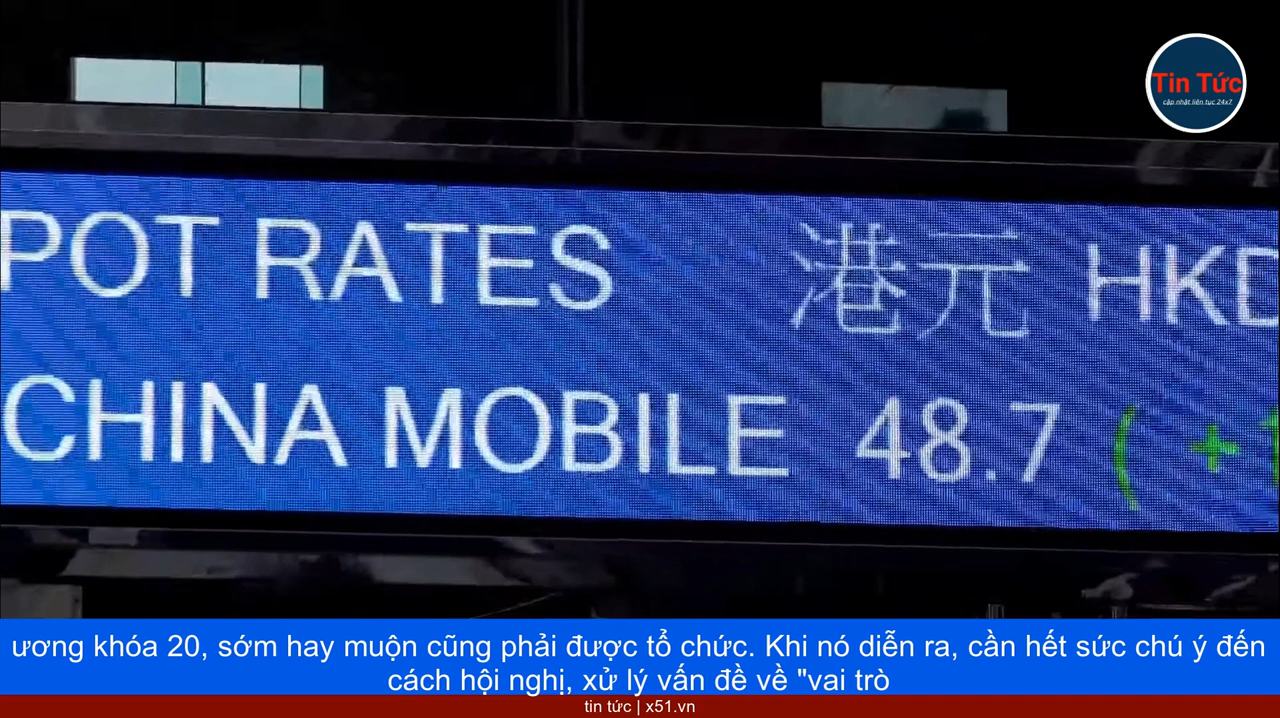 Tin Tức
cập nhật liên tục 24x7
POT RATES 港元 HKD
CHINA MOBILE 48.7 (+1
ương khóa 20, sớm hay muộn cũng phải được tổ chức. Khi nó diễn ra, cần hết sức chú ý đến
cách hội nghị, xử lý vấn đề về "vai trò
tin tức | x51.vn